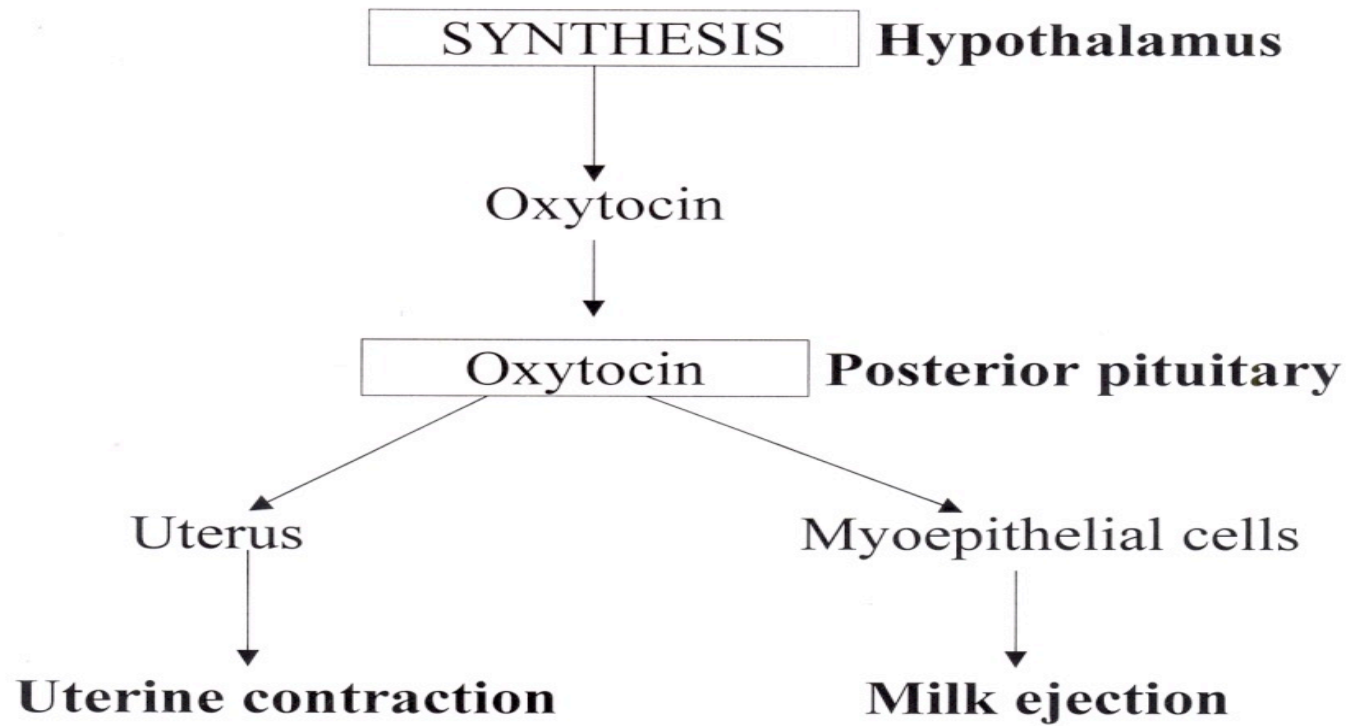 SYNTHESIS Hypothalamus
Oxytocin
Oxytocin Posterior pituitary
Uterus Myoepithelial cells
Uterine contraction Milk ejection